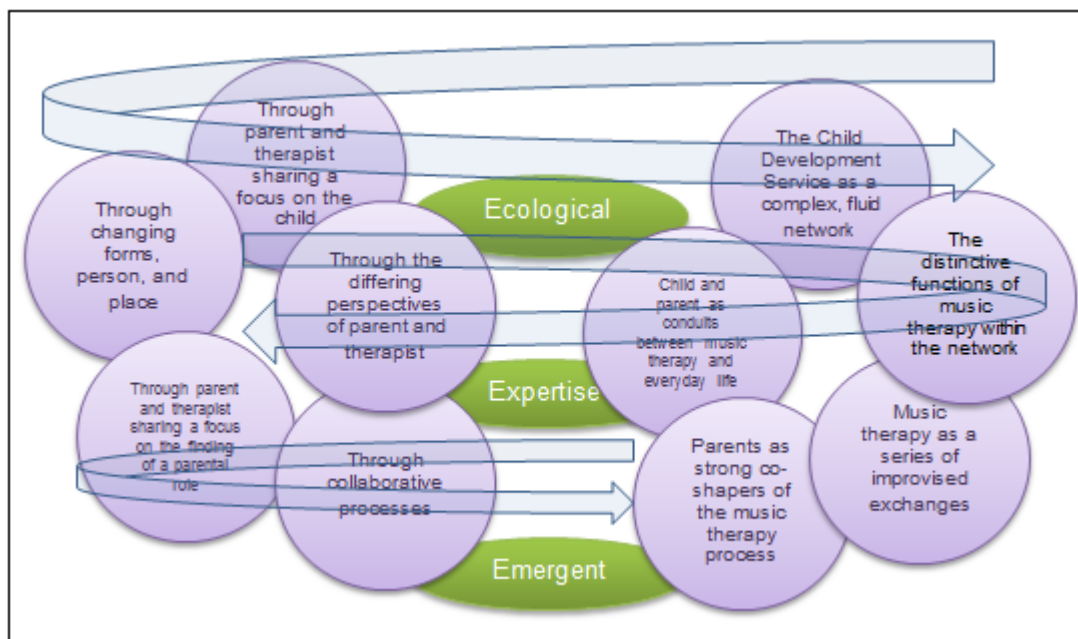 Through
parent and
therapist
sharing a
focus on the
child
The Child
Development
Service as a
complex, fluid
network
Ecological
Through
changing
forms,
person, and
place
Through the
differing
perspectives
of parent and
therapist
Child and
parent as
conduits
between music
therapy and
everyday life
The
distinctive
functions of
music
therapy within
the network
Expertise
Through parent
and therapist
sharing a focus
on the finding
of a parental
role
Through
collaborative
processes
Parents as
strong co-
shapers of
the music
therapy
process
Music
therapy as a
series of
improvised
exchanges
Emergent